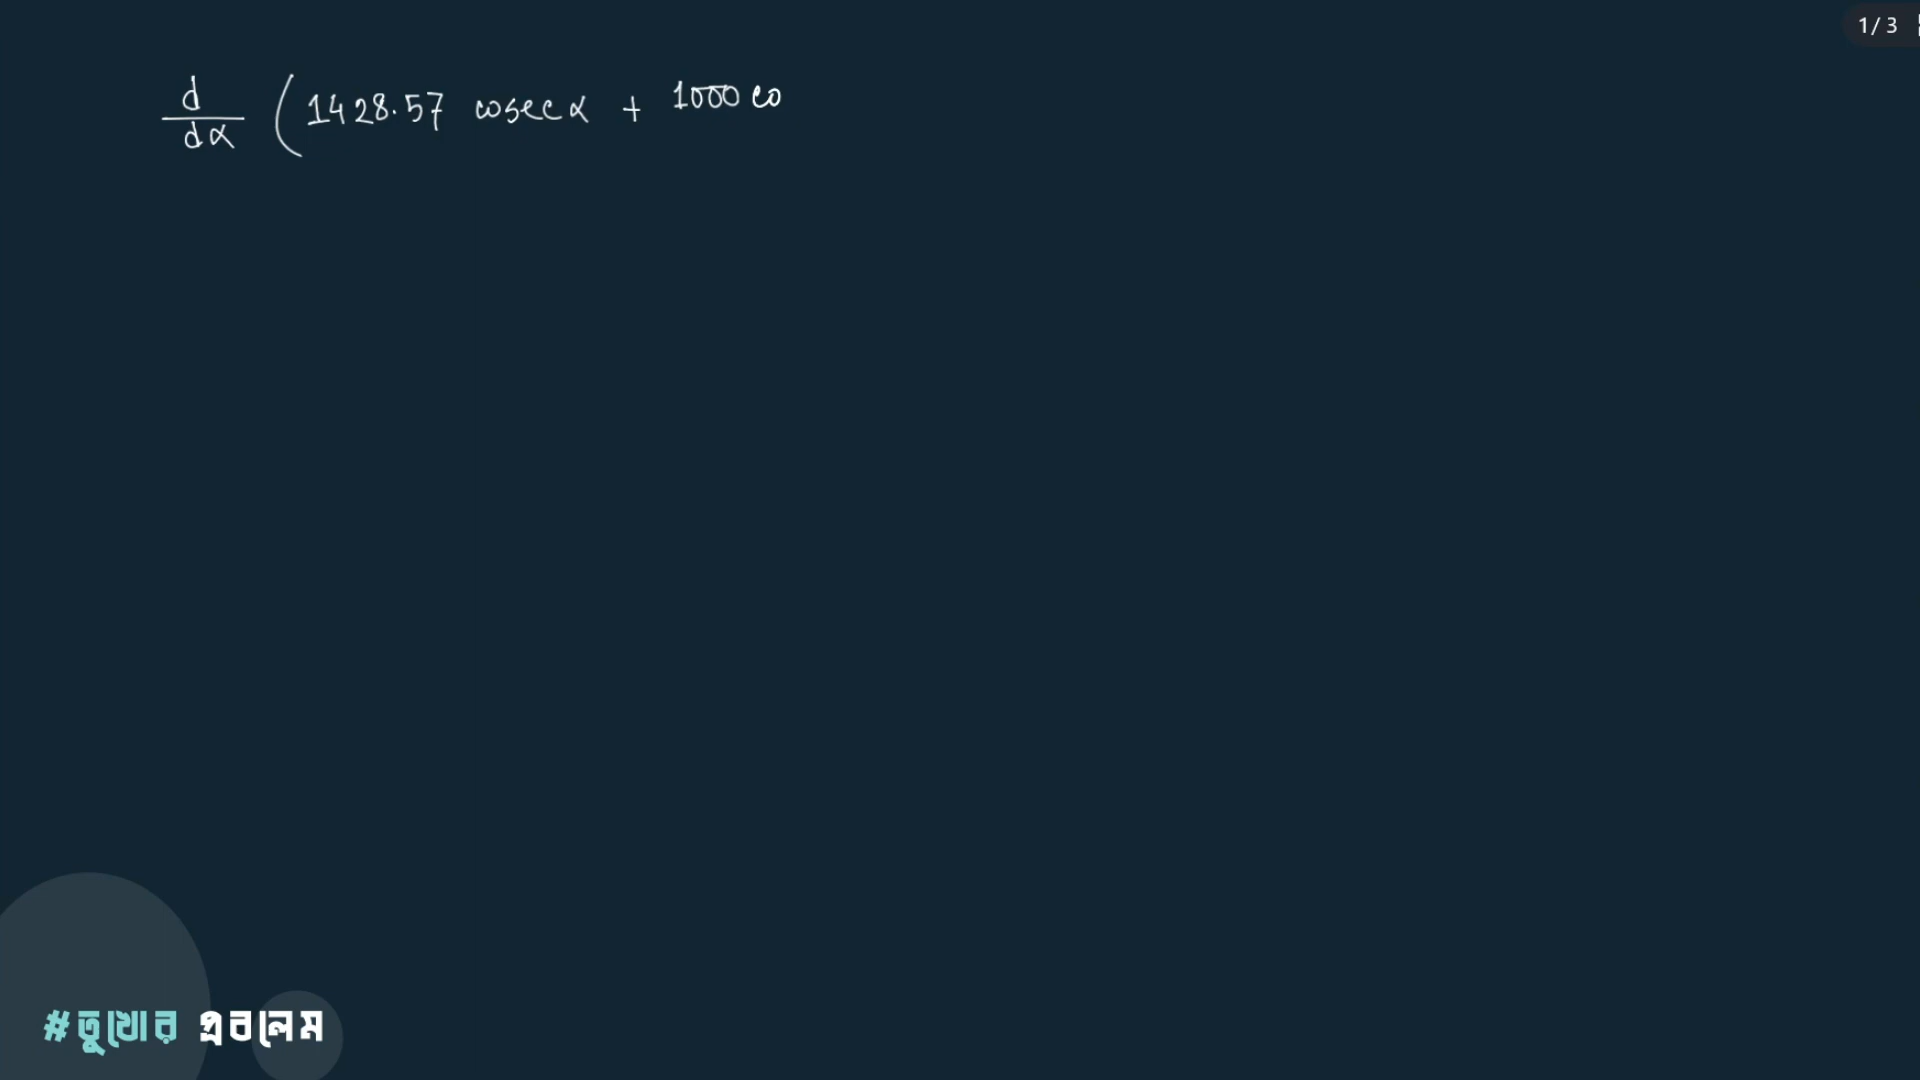 1 / 3
d/dα (1428.57 cosec α + 1000 co
#তুখোর প্রবলেম